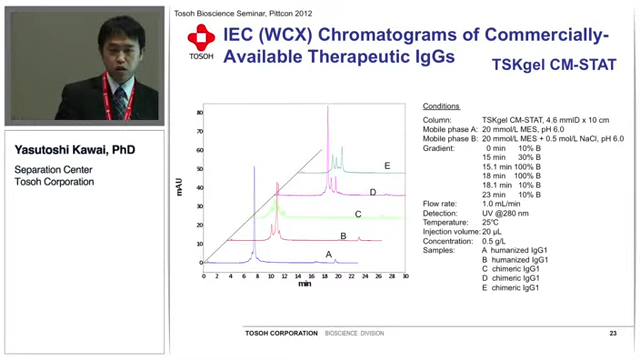 Tosoh Bioscience Seminar, Pittcon 2012
TOSOH
IEC (WCX) Chromatograms of Commercially-
Available Therapeutic IgGs
TSKgel CM-STAT
Yasutoshi Kawai, PhD
Separation Center
Tosoh Corporation
mAU
80
70
60
50
40
30
20
10
0
E
D
C
B
A
0 2 4 6 8 10 12 14 16 18 20 22 24 26 28 30
min
Conditions
Column: TSKgel CM-STAT, 4.6 mmID x 10 cm
Mobile phase A: 20 mmol/L MES, pH 6.0
Mobile phase B: 20 mmol/L MES + 0.5 mol/L NaCl, pH 6.0
Gradient: 0 min 10% B
15 min 30% B
15.1 min 100% B
18 min 100% B
18.1 min 10% B
23 min 10% B
Flow rate: 1.0 mL/min
Detection: UV @280 nm
Temperature: 25℃
Injection volume: 20 µL
Concentration: 0.5 g/L
Samples: A humanized IgG1
B humanized IgG1
C chimeric IgG1
D chimeric IgG1
E chimeric IgG1
TOSOH CORPORATION BIOSCIENCE DIVISION
23